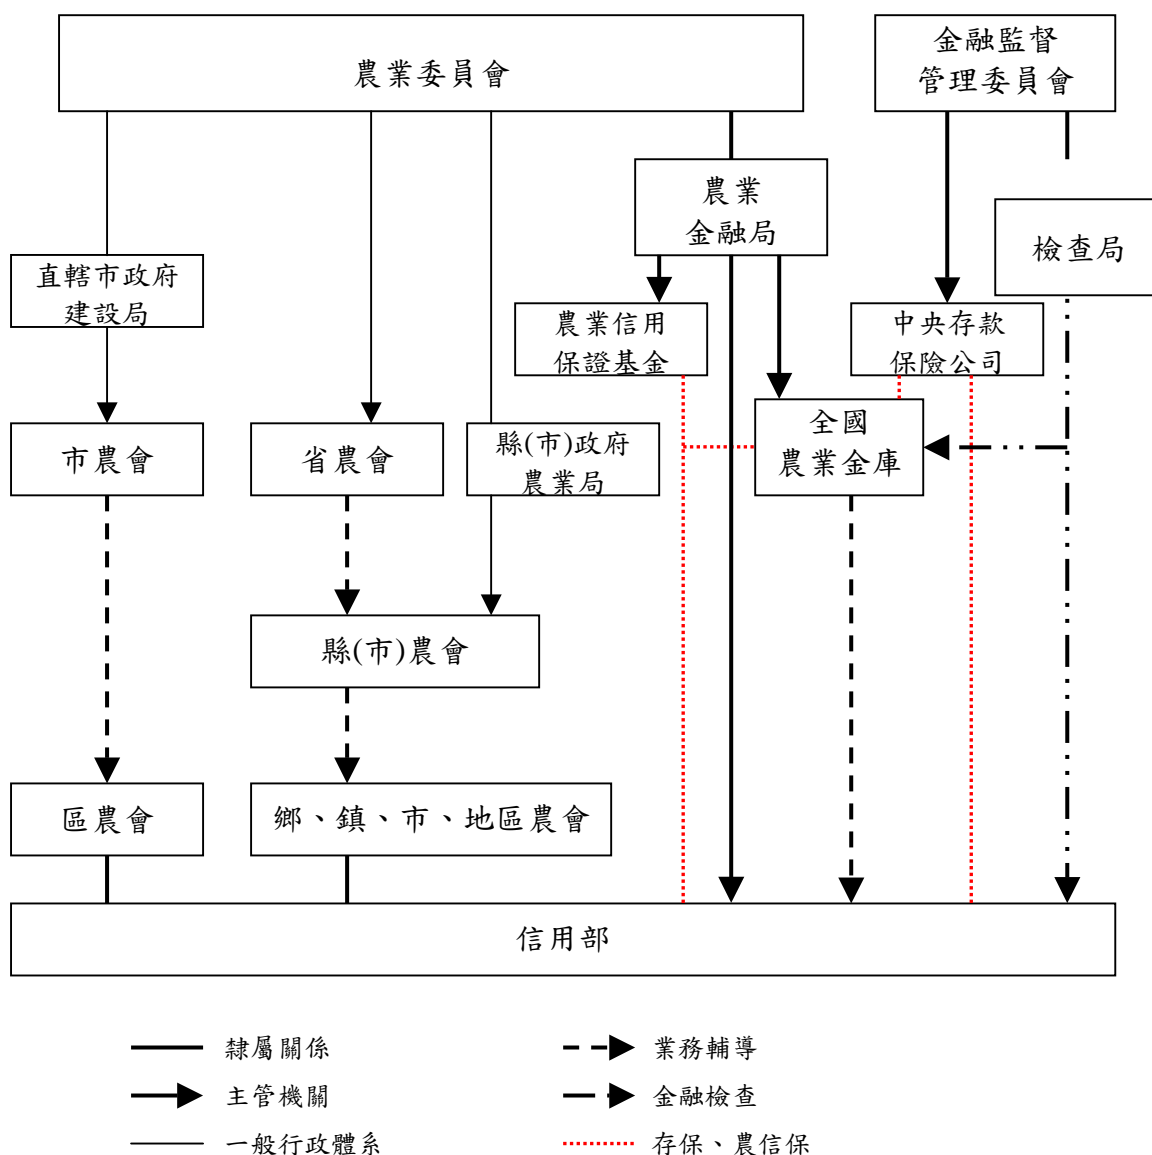 農業委員會
金融監督
管理委員會
農業
金融局
檢查局
直轄市政府
建設局
農業信用
保證基金
中央存款
保險公司
市農會
省農會
縣(市)政府
農業局
全國
農業金庫
縣(市)農會
區農會
鄉、鎮、市、地區農會
信用部
隸屬關係
業務輔導
主管機關
金融檢查
一般行政體系
存保、農信保